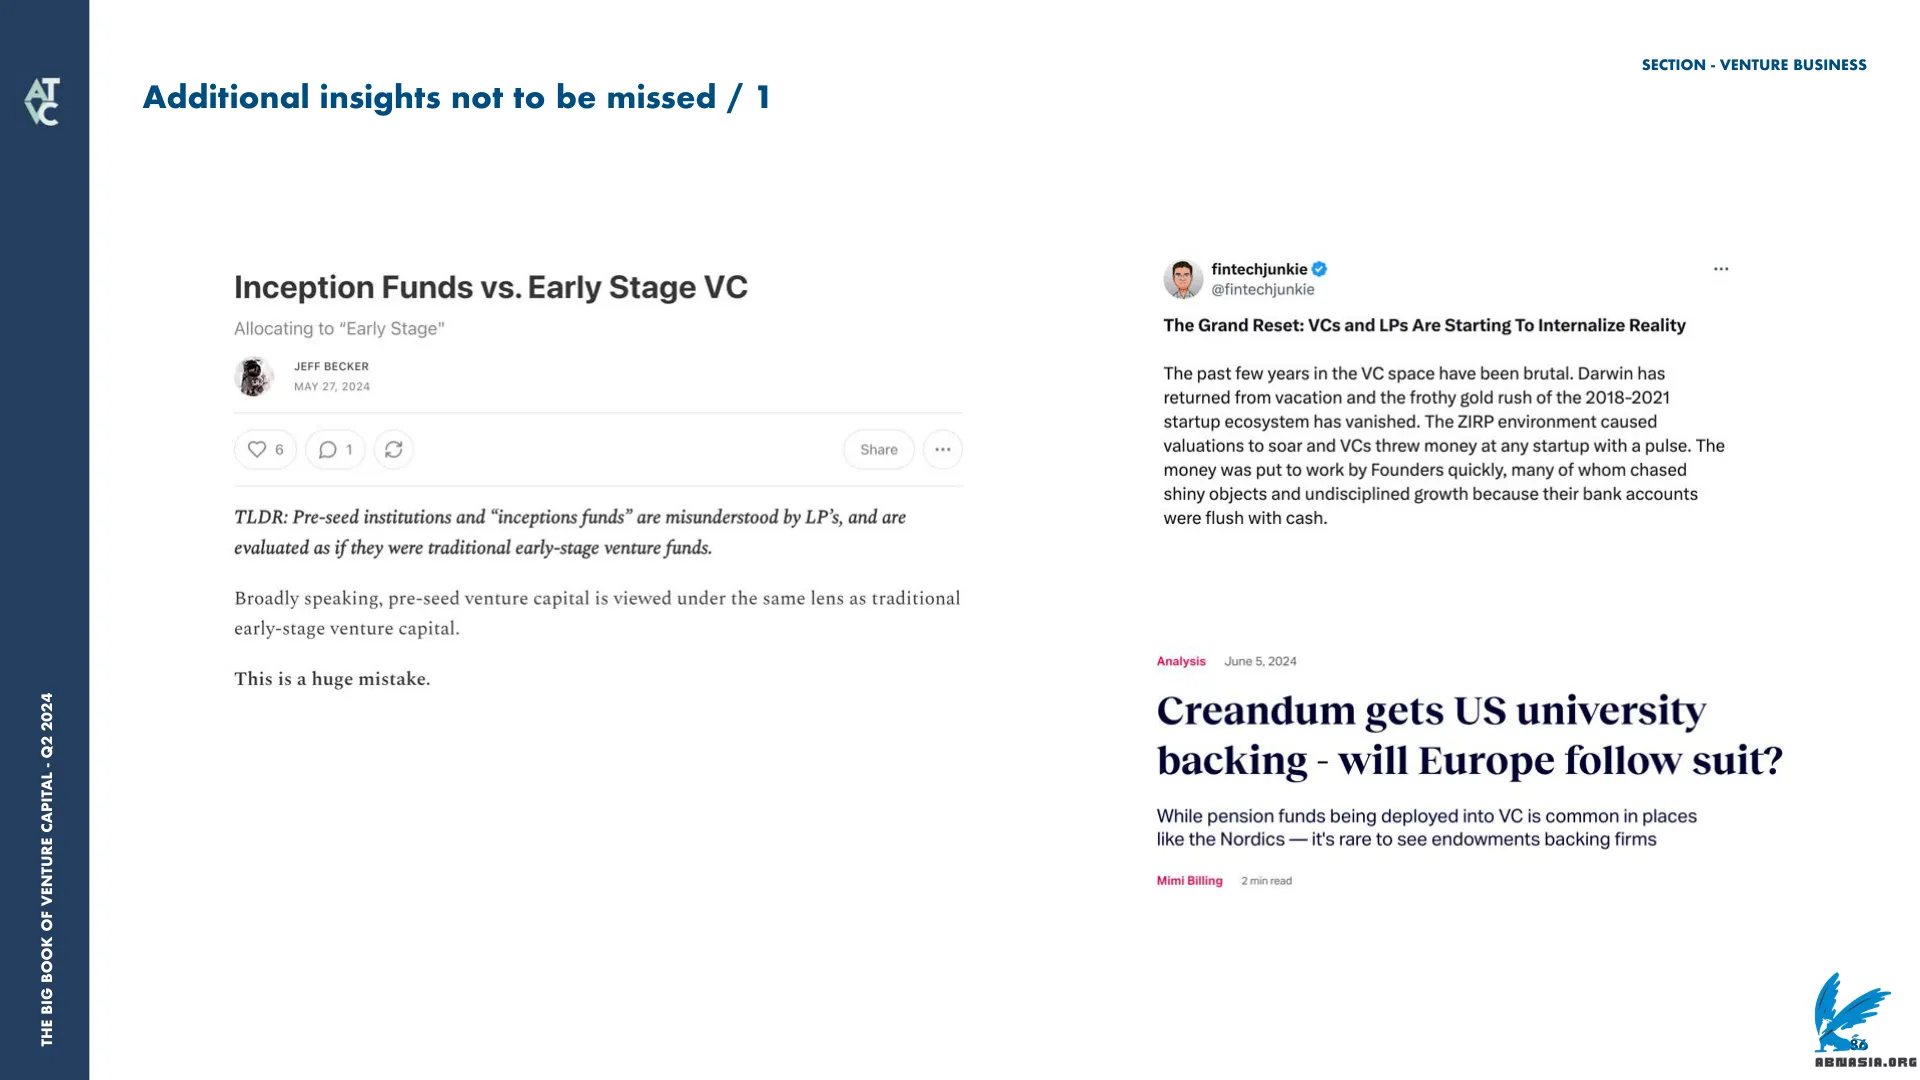 AT
VC
THE BIG BOOK OF VENTURE CAPITAL - Q2 2024
SECTION - VENTURE BUSINESS
Additional insights not to be missed / 1
Inception Funds vs. Early Stage VC
Allocating to “Early Stage"
JEFF BECKER
MAY 27, 2024
6
1
Share
TLDR: Pre-seed institutions and “inceptions funds” are misunderstood by LP’s, and are
evaluated as if they were traditional early-stage venture funds.
Broadly speaking, pre-seed venture capital is viewed under the same lens as traditional
early-stage venture capital.
This is a huge mistake.
fintechjunkie
@fintechjunkie
The Grand Reset: VCs and LPs Are Starting To Internalize Reality
The past few years in the VC space have been brutal. Darwin has
returned from vacation and the frothy gold rush of the 2018-2021
startup ecosystem has vanished. The ZIRP environment caused
valuations to soar and VCs threw money at any startup with a pulse. The
money was put to work by Founders quickly, many of whom chased
shiny objects and undisciplined growth because their bank accounts
were flush with cash.
Analysis June 5, 2024
Creandum gets US university
backing - will Europe follow suit?
While pension funds being deployed into VC is common in places
like the Nordics — it's rare to see endowments backing firms
Mimi Billing 2 min read
86
ABNASIA.ORG